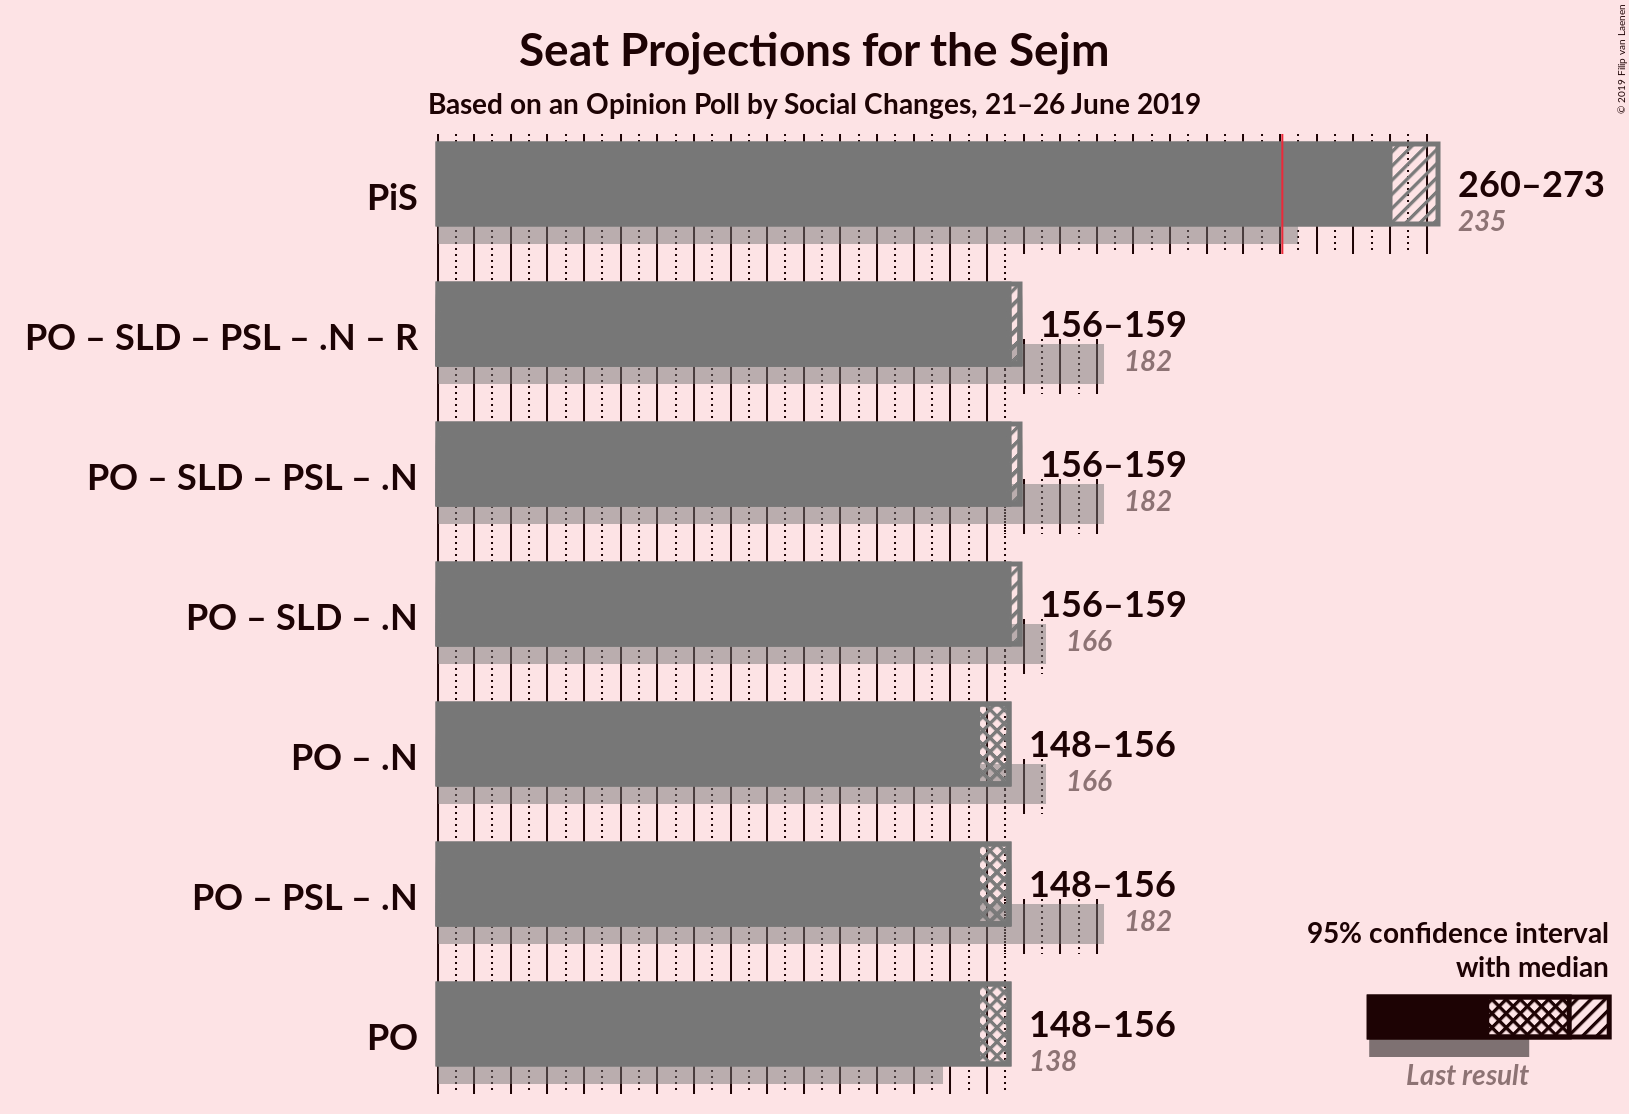 Seat Projections for the Sejm
Based on an Opinion Poll by Social Changes, 21–26 June 2019
© 2019 Filip van Laenen
PiS
260–273
235
PO – SLD – PSL – .N – R
156–159
182
PO – SLD – PSL – .N
156–159
182
PO – SLD – .N
156–159
166
PO – .N
148–156
166
PO – PSL – .N
148–156
182
PO
148–156
138
95% confidence interval
with median
Last result